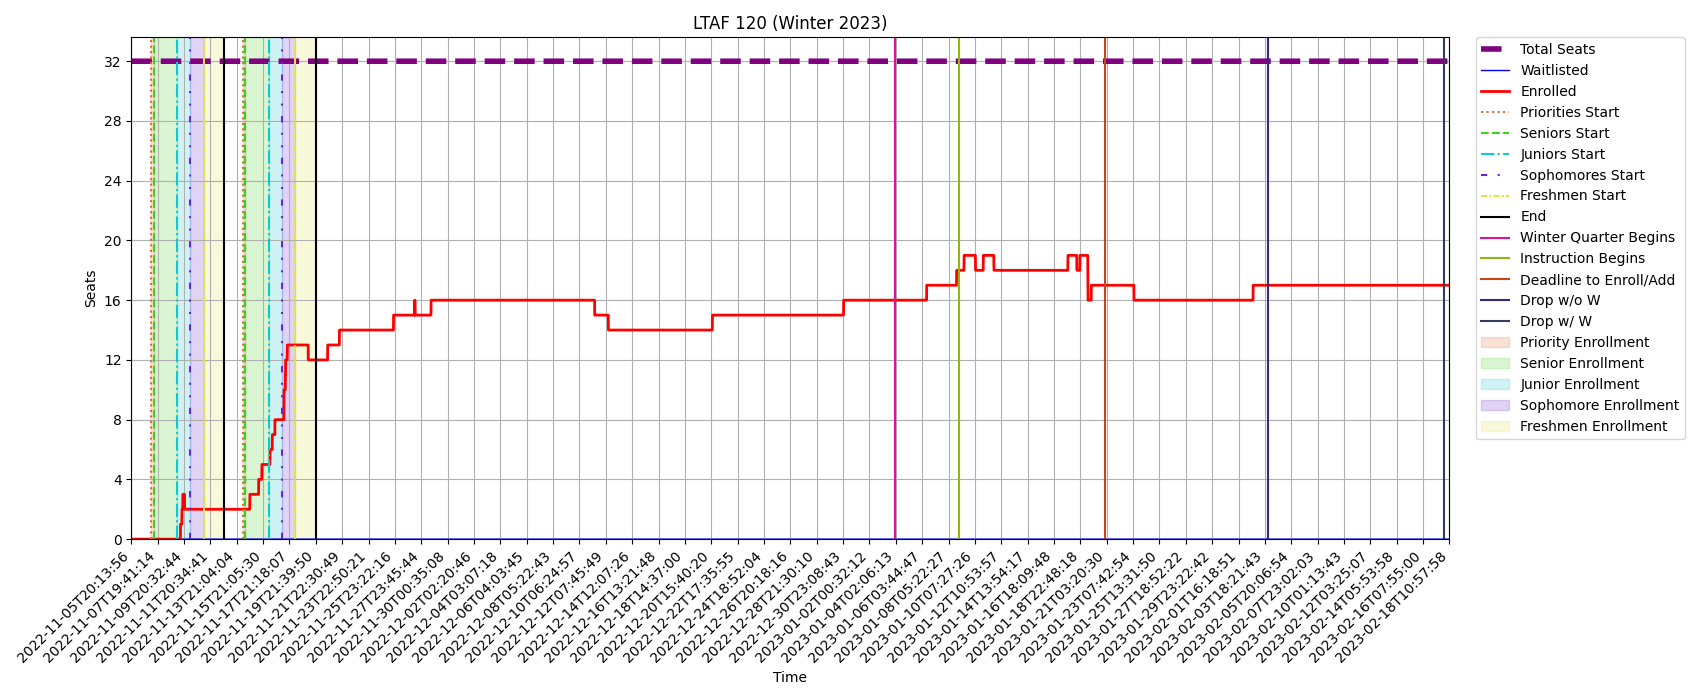 LTAF 120 (Winter 2023)
Seats
32
28
24
20
16
12
8
4
0
2022-11-05T20:13:56
2022-11-07T19:41:14
2022-11-09T20:32:44
2022-11-11T20:34:41
2022-11-13T21:04:04
2022-11-15T21:05:30
2022-11-17T21:18:07
2022-11-19T21:39:50
2022-11-21T22:30:49
2022-11-23T22:50:21
2022-11-25T23:22:16
2022-11-27T23:45:44
2022-11-30T00:35:08
2022-12-02T02:20:46
2022-12-04T03:07:18
2022-12-06T04:03:45
2022-12-08T05:22:43
2022-12-10T06:24:57
2022-12-12T07:45:49
2022-12-14T12:07:26
2022-12-16T13:21:48
2022-12-18T14:37:00
2022-12-20T15:40:20
2022-12-22T17:35:55
2022-12-24T18:52:04
2022-12-26T20:18:16
2022-12-28T21:30:10
2022-12-30T23:08:43
2023-01-02T00:32:12
2023-01-04T02:06:13
2023-01-06T03:44:47
2023-01-08T05:22:27
2023-01-10T07:27:26
2023-01-12T10:53:57
2023-01-14T13:54:17
2023-01-16T18:09:48
2023-01-18T22:48:18
2023-01-21T03:20:30
2023-01-23T07:42:54
2023-01-25T13:31:50
2023-01-27T18:52:22
2023-01-29T23:22:42
2023-02-01T16:18:51
2023-02-03T18:21:43
2023-02-05T20:06:54
2023-02-07T23:02:03
2023-02-10T01:13:43
2023-02-12T03:25:07
2023-02-14T05:53:58
2023-02-16T07:55:00
2023-02-18T10:57:58
Time
Total Seats
Waitlisted
Enrolled
Priorities Start
Seniors Start
Juniors Start
Sophomores Start
Freshmen Start
End
Winter Quarter Begins
Instruction Begins
Deadline to Enroll/Add
Drop w/o W
Drop w/ W
Priority Enrollment
Senior Enrollment
Junior Enrollment
Sophomore Enrollment
Freshmen Enrollment